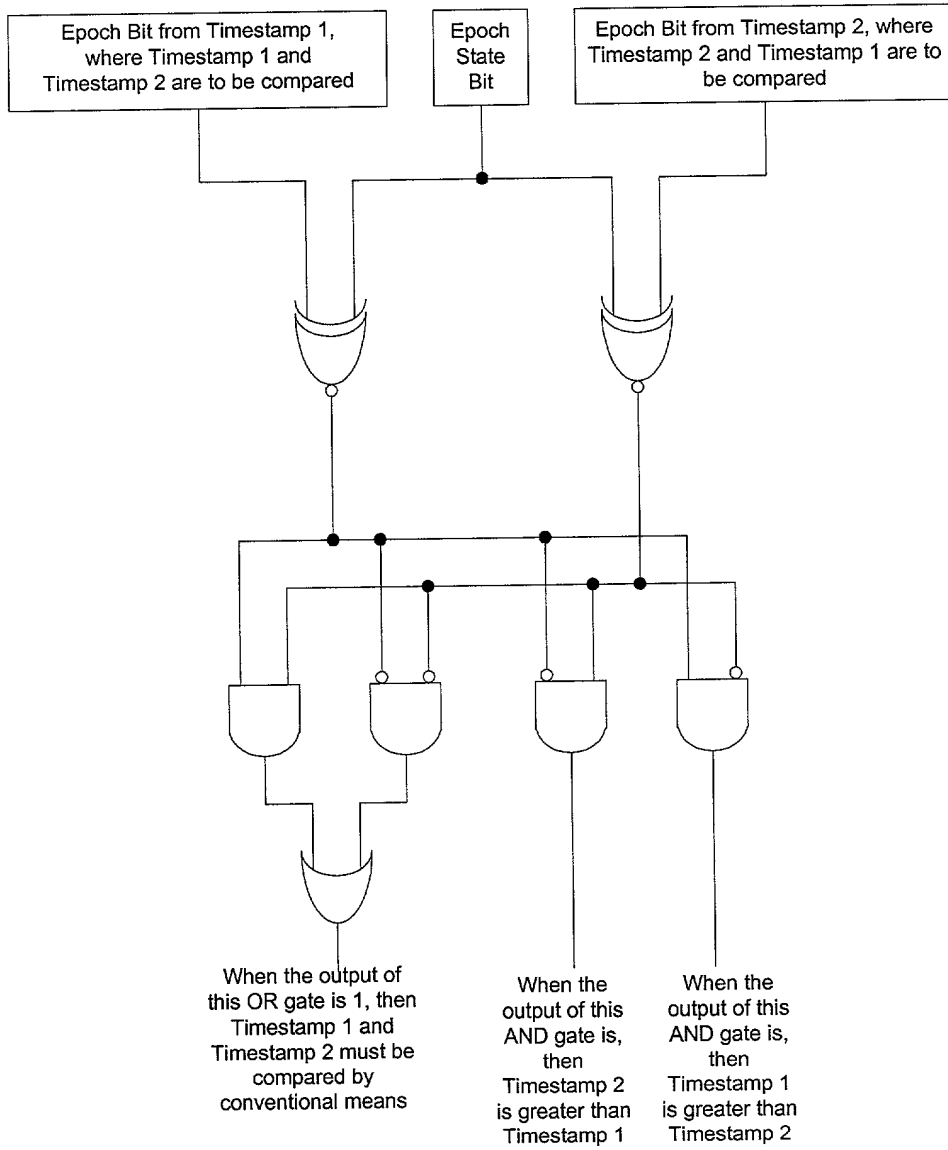 Epoch Bit from Timestamp 1,
where Timestamp 1 and
Timestamp 2 are to be compared
Epoch
State
Bit
Epoch Bit from Timestamp 2, where
Timestamp 2 and Timestamp 1 are to
be compared
When the output of
this OR gate is 1, then
Timestamp 1 and
Timestamp 2 must be
compared by
conventional means
When the
output of this
AND gate is,
then
Timestamp 2
is greater than
Timestamp 1
When the
output of this
AND gate is,
then
Timestamp 1
is greater than
Timestamp 2